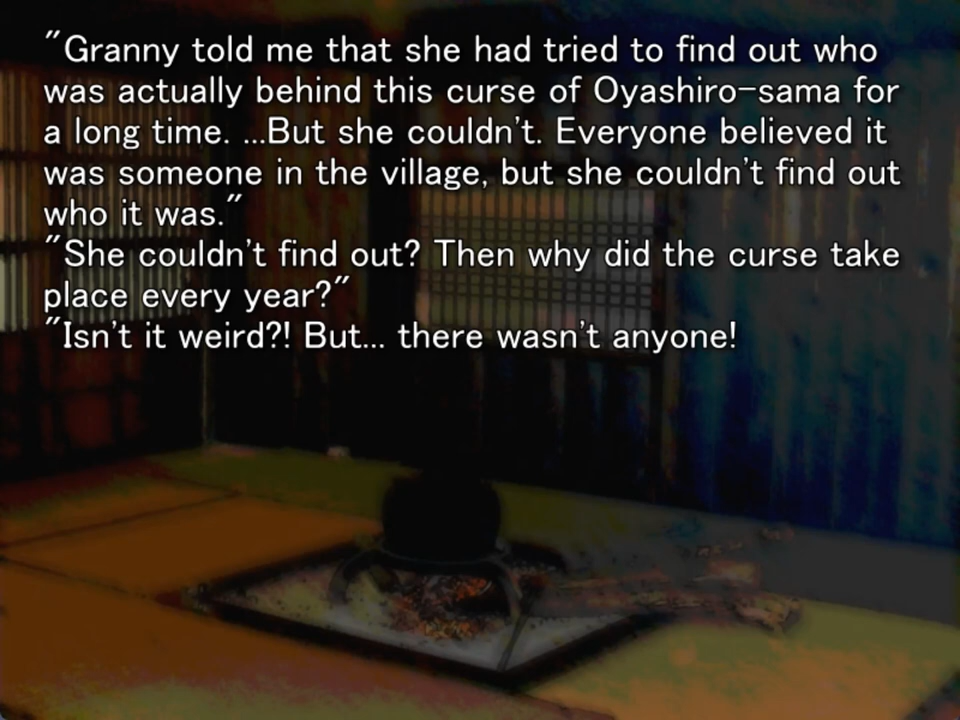 "Granny told me that she had tried to find out who
was actually behind this curse of Oyashiro-sama for
a long time. ...But she couldn't. Everyone believed it
was someone in the village, but she couldn't find out
who it was."
"She couldn't find out? Then why did the curse take
place every year?"
"Isn't it weird?! But... there wasn't anyone!